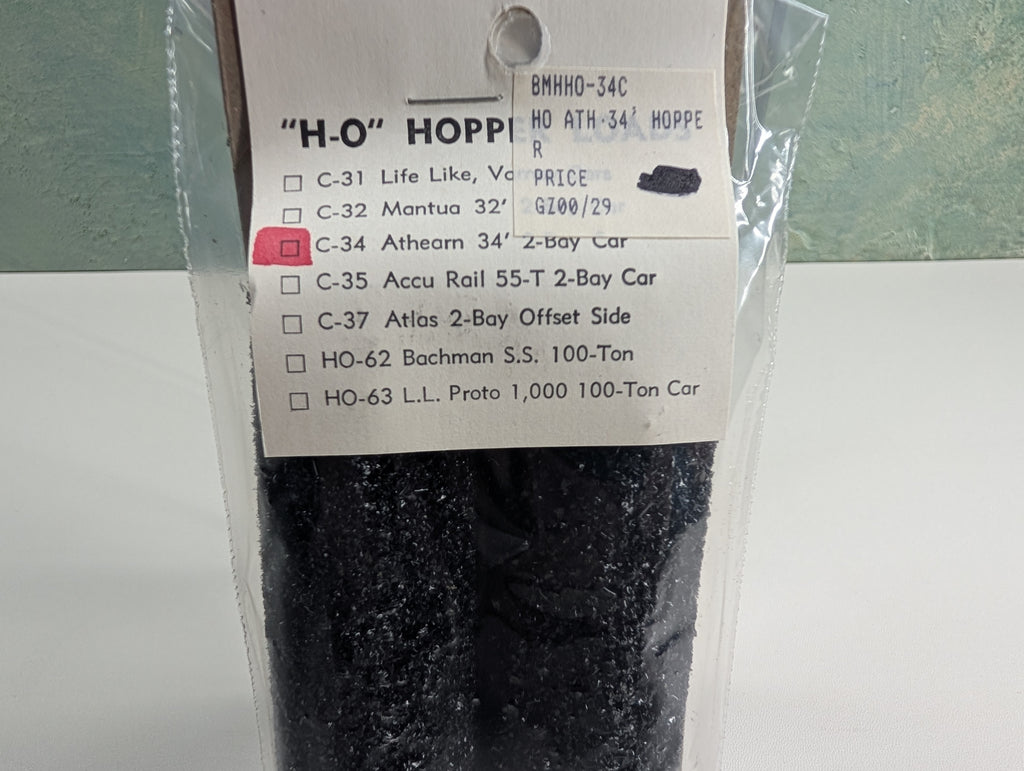 "H-O" HOPPER LOADS
BMHHO-34C
HO ATH 34' HOPPE
R
PRICE
GZ00/29
C-31 Life Like,
C-32 Mantua 32'
C-34 Athearn 34' 2-Bay Car
C-35 Accu Rail 55-T 2-Bay Car
C-37 Atlas 2-Bay Offset Side
HO-62 Bachman S.S. 100-Ton
HO-63 L.L. Proto 1,000 100-Ton Car